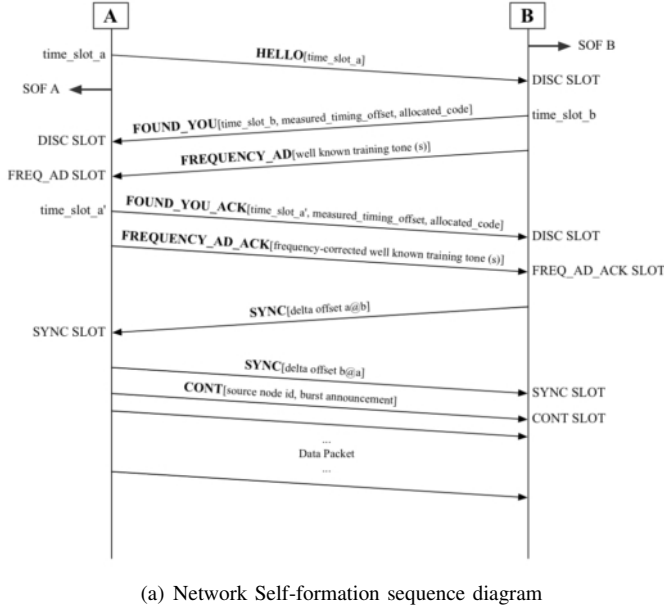 A
B
time_slot_a
HELLO[time_slot_a]
SOF B
DISC SLOT
SOF A
FOUND_YOU[time_slot_b, measured_timing_offset, allocated_code]
time_slot_b
DISC SLOT
FREQUENCY_AD[well known training tone (s)]
FREQ_AD SLOT
time_slot_a'
FOUND_YOU_ACK[time_slot_a', measured_timing_offset, allocated_code]
DISC SLOT
FREQUENCY_AD_ACK[frequency-corrected well known training tone (s)]
FREQ_AD_ACK SLOT
SYNC[delta offset a@b]
SYNC SLOT
SYNC[delta offset b@a]
SYNC SLOT
CONT[source node id, burst announcement]
CONT SLOT
...
Data Packet
...
(a) Network Self-formation sequence diagram